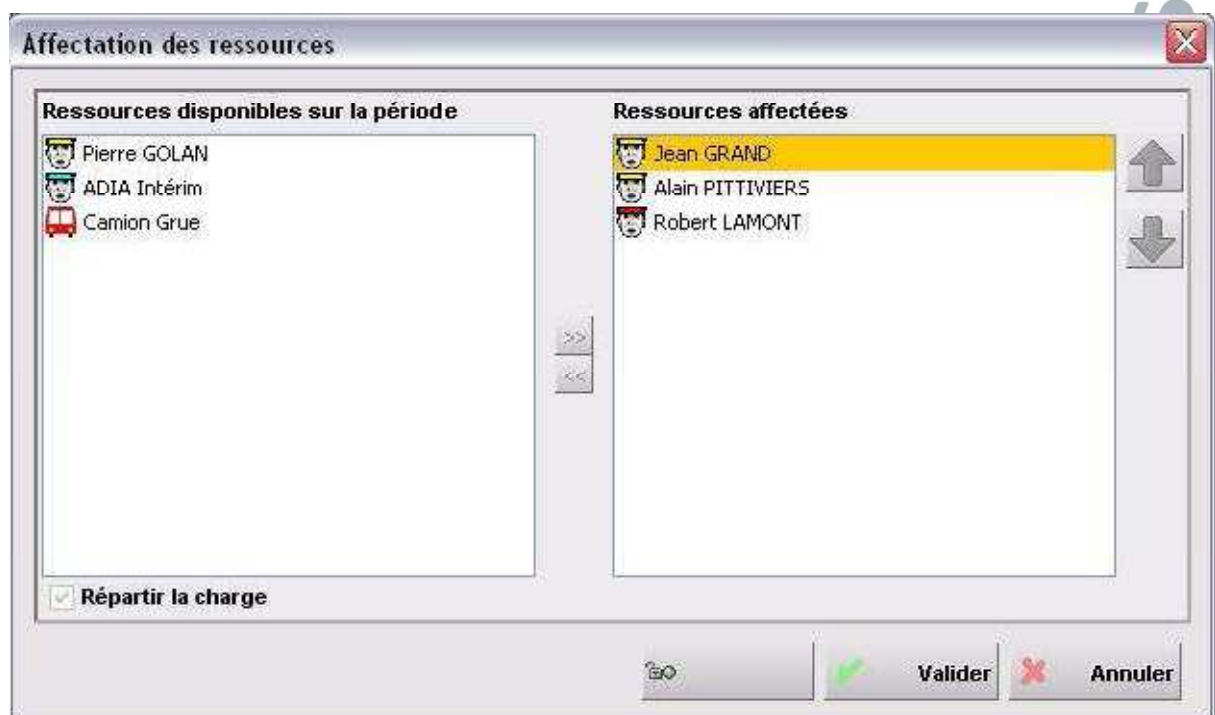 Affectation des ressources
Ressources disponibles sur la période
Pierre GOLAN
ADIA Intérim
Camion Grue
>>
<<
Répartir la charge
Ressources affectées
Jean GRAND
Alain PITTIVIERS
Robert LAMONT
Valider
Annuler